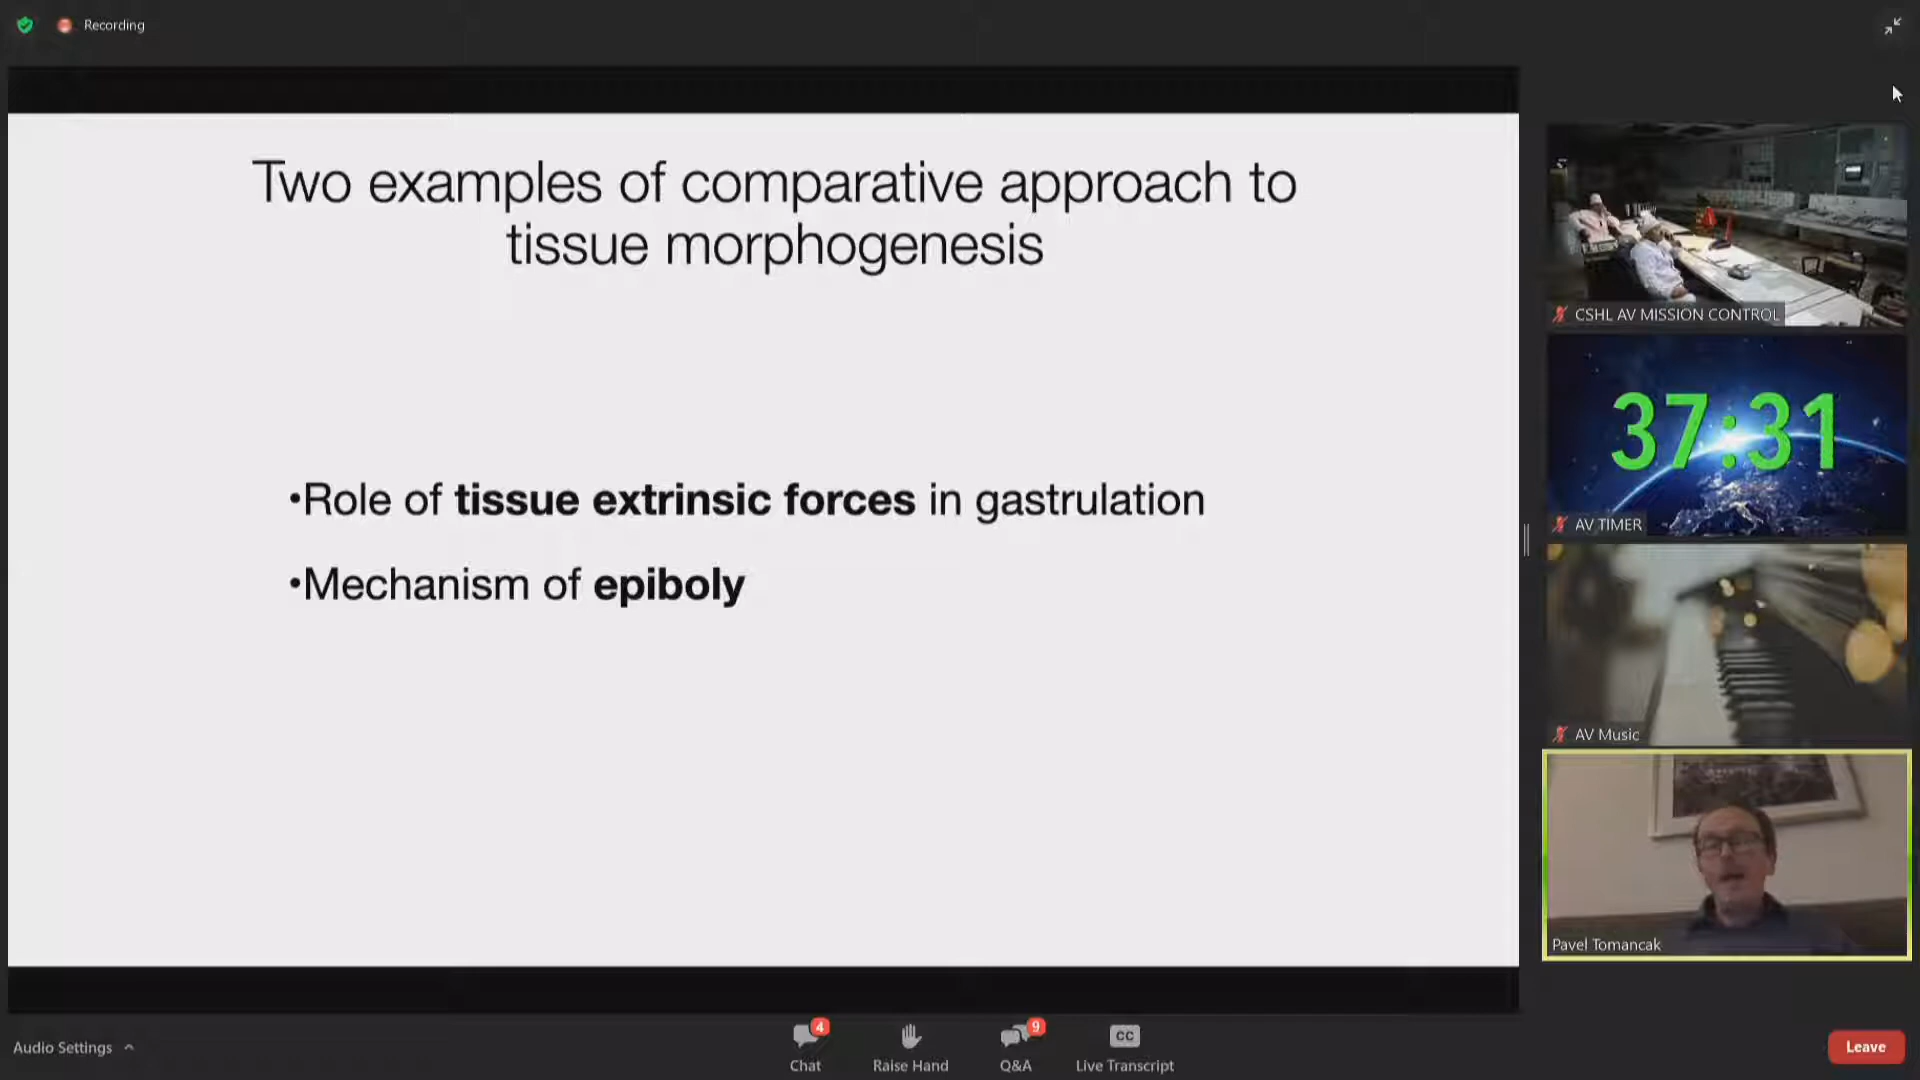 Recording
Two examples of comparative approach to
tissue morphogenesis
•Role of tissue extrinsic forces in gastrulation
•Mechanism of epiboly
CSHL AV MISSION CONTROL
37:31
AV TIMER
AV Music
Pavel Tomancak
Audio Settings
4
Chat
Raise Hand
9
Q&A
CC
Live Transcript
Leave